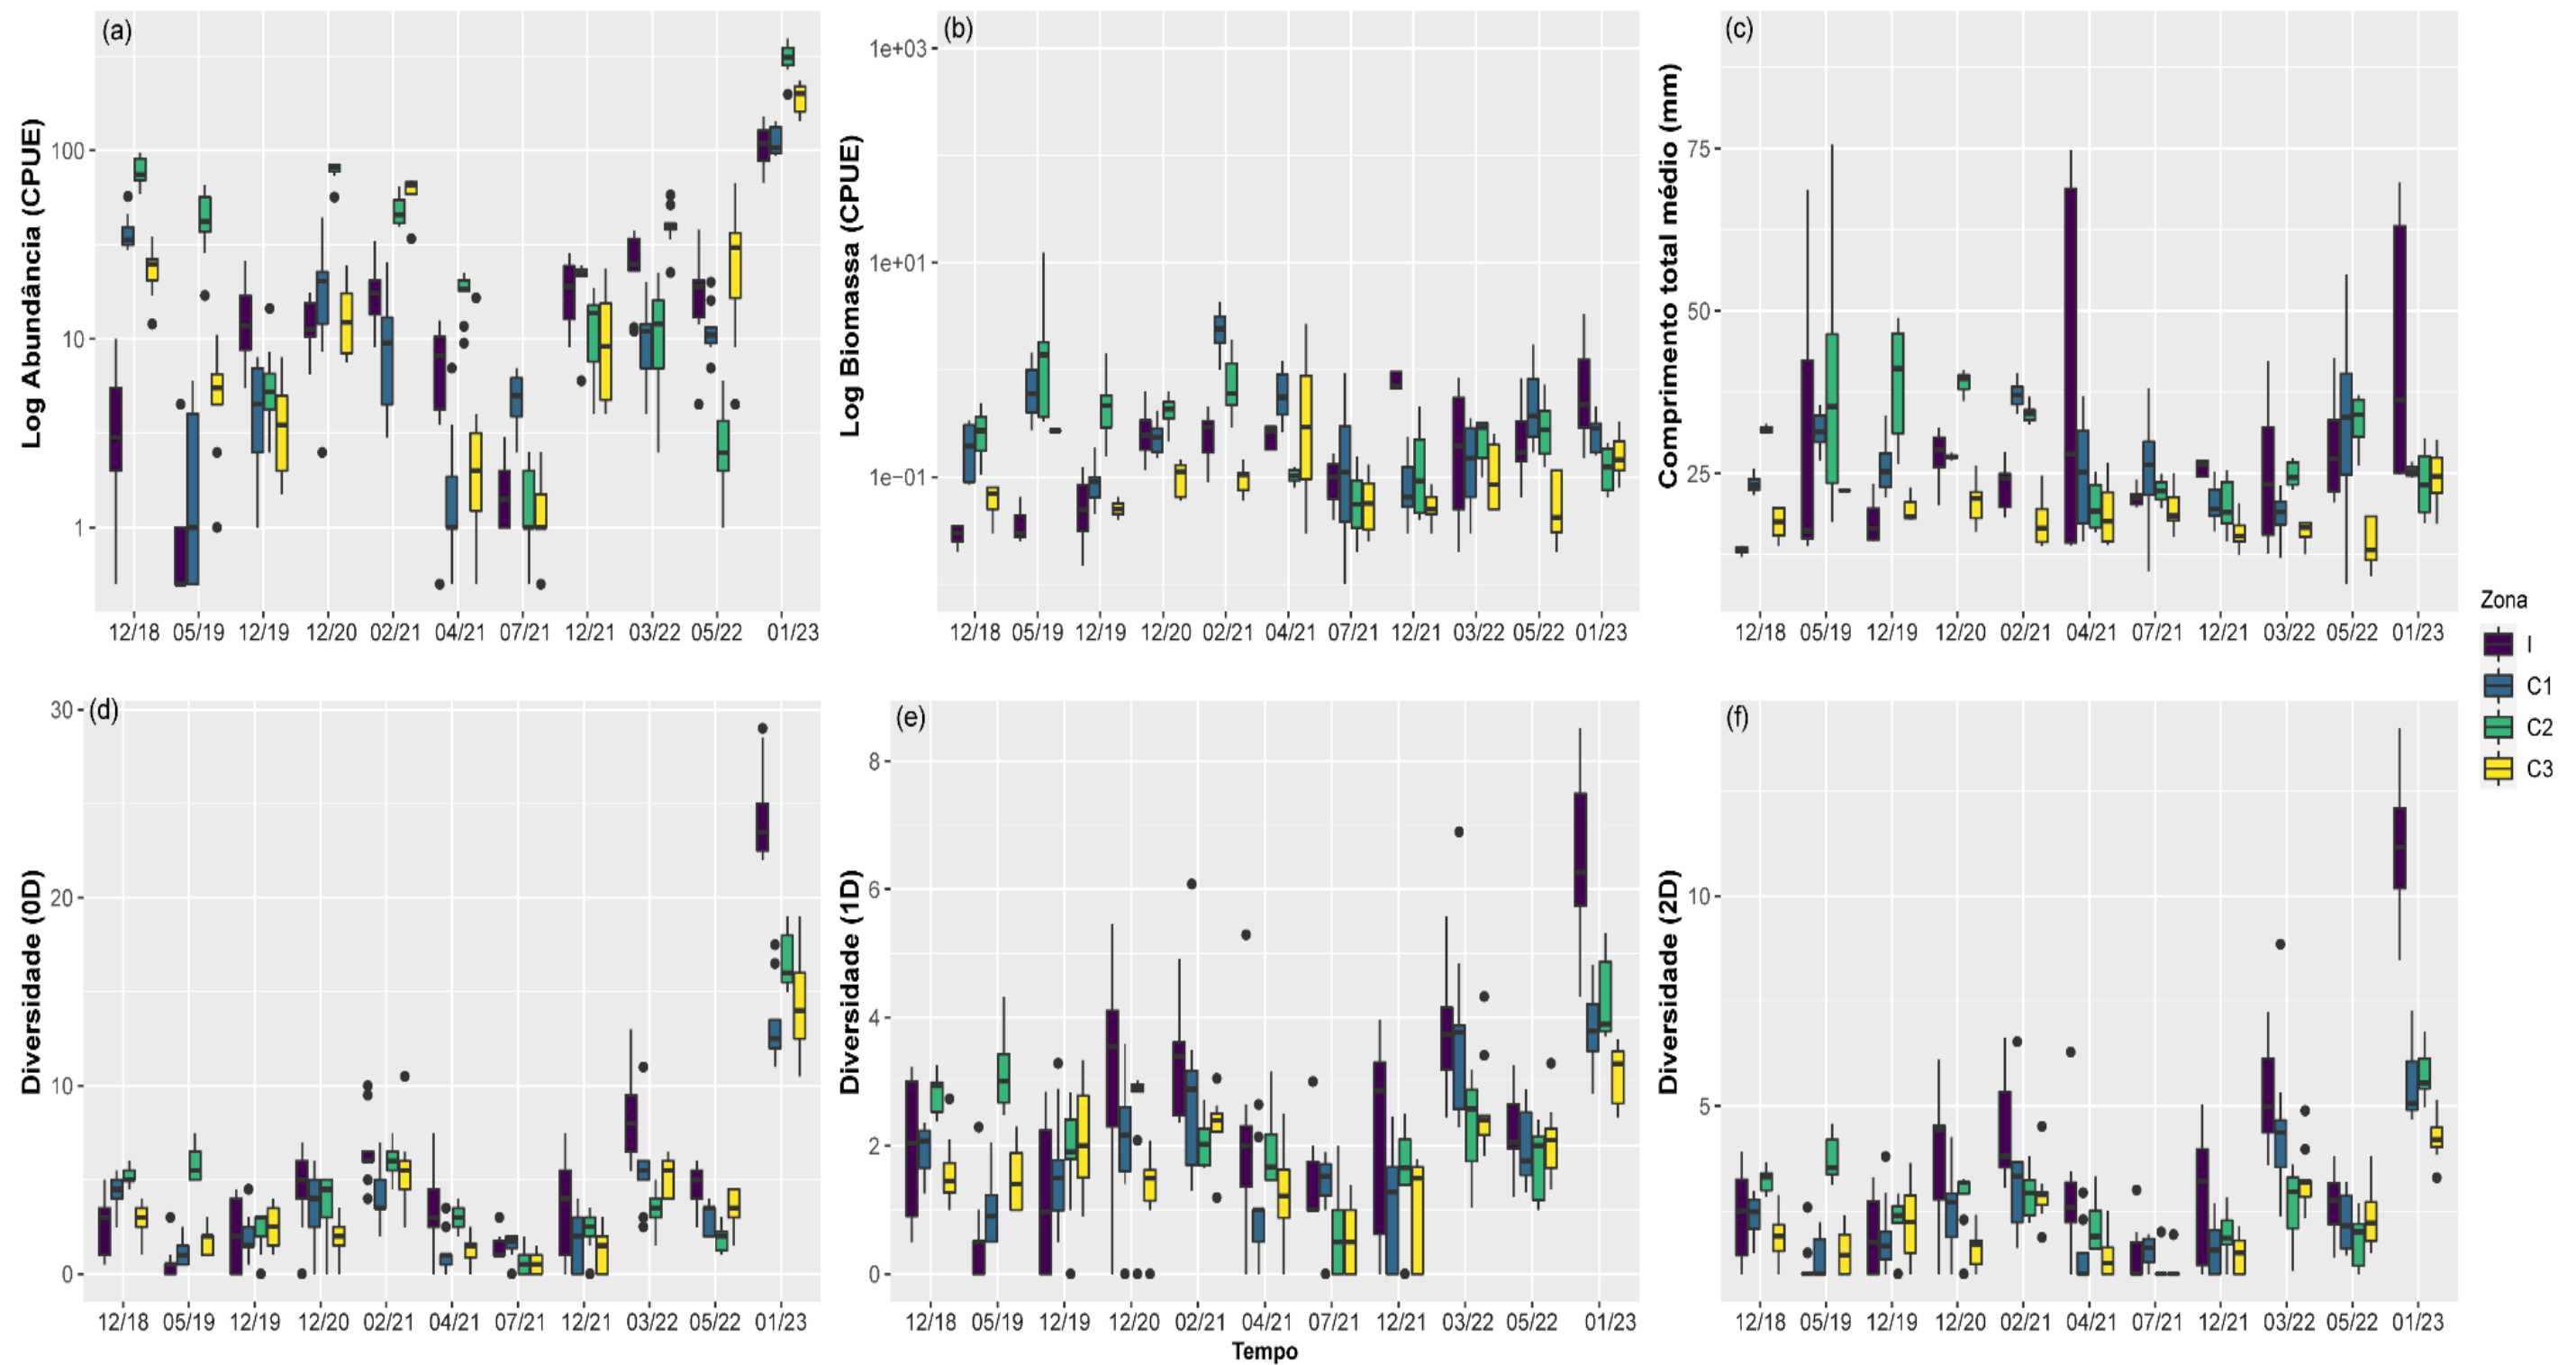 (a)
Log Abundância (CPUE)
100
10
1
12/18 05/19 12/19 12/20 02/21 04/21 07/21 12/21 03/22 05/22 01/23
(b)
Log Biomassa (CPUE)
1e+03
1e+01
1e−01
12/18 05/19 12/19 12/20 02/21 04/21 07/21 12/21 03/22 05/22 01/23
(c)
Comprimento total médio (mm)
75
50
25
12/18 05/19 12/19 12/20 02/21 04/21 07/21 12/21 03/22 05/22 01/23
Zona
I
C1
C2
C3
(d)
Diversidade (0D)
30
20
10
0
12/18 05/19 12/19 12/20 02/21 04/21 07/21 12/21 03/22 05/22 01/23
(e)
Diversidade (1D)
8
6
4
2
0
12/18 05/19 12/19 12/20 02/21 04/21 07/21 12/21 03/22 05/22 01/23
Tempo
(f)
Diversidade (2D)
10
5
12/18 05/19 12/19 12/20 02/21 04/21 07/21 12/21 03/22 05/22 01/23